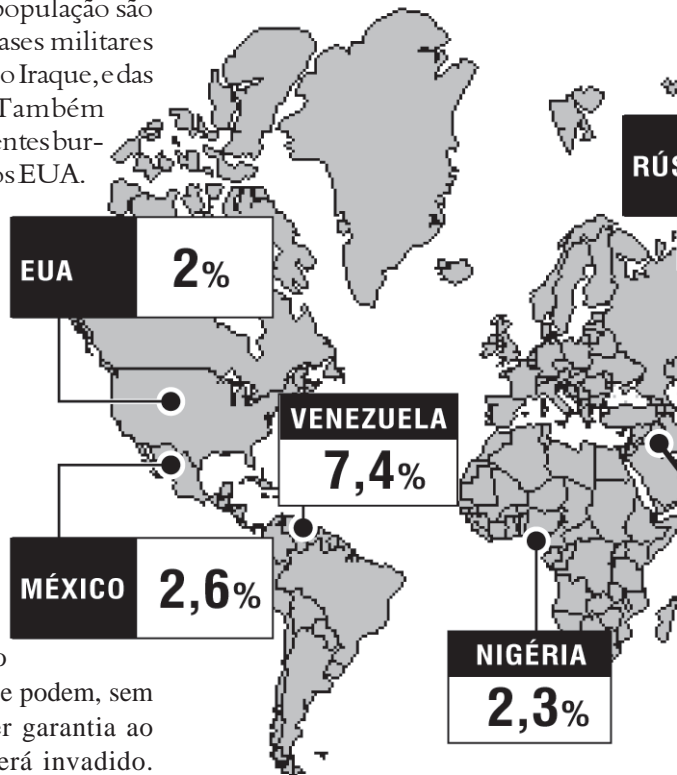 população são
ases militares
o Iraque, e das
Também
entes bur-
os EUA.
RÚS
EUA 2%
VENEZUELA
7,4%
MÉXICO 2,6%
NIGÉRIA
2,3%
o
e podem, sem
er garantia ao
erá invadido.